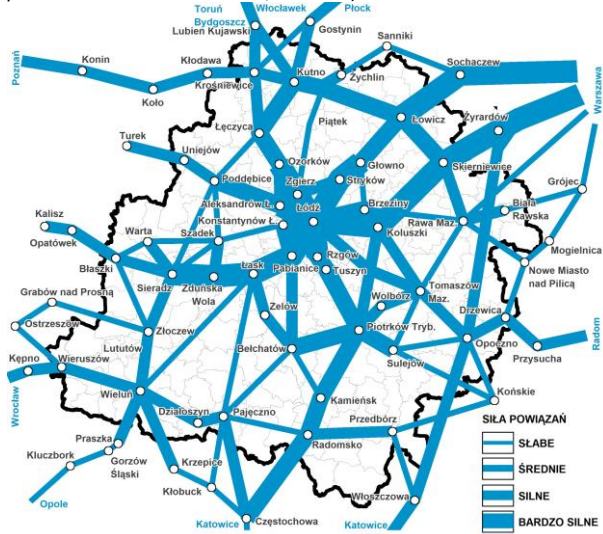 Toruń
Bydgoszcz
Włocławek
Płock
Lubień Kujawski
Gostynin
Sanniki
Poznań
Konin
Kłodawa
Kutno
Żychlin
Sochaczew
Koło
Krośniewice
Warszawa
Piątek
Łowicz
Żyrardów
Turek
Łęczyca
Uniejów
Ozorków
Głowno
Skierniewice
Zgierz
Stryków
Grójec
Poddębice
Aleksandrów Ł.
Łódź
Brzeziny
Biała
Rawska
Kalisz
Konstantynów Ł.
Rawa Maz.
Koluszki
Warta
Szadek
Opatówek
Mogielnica
Błaszki
Łask
Pabianice
Rzgów
Tuszyn
Nowe Miasto
nad Pilicą
Sieradz
Zduńska
Wola
Tomaszów
Maz.
Grabów nad Prosną
Wolbórz
Drzewica
Zelów
Ostrzeszów
Złoczew
Piotrków Tryb.
Opoczno
Radom
Kępno
Lututów
Bełchatów
Sulejów
Przysucha
Wieruszów
Wrocław
Wieluń
Kamieńsk
Końskie
Działoszyn
Pajęczno
Przedbórz
SIŁA POWIĄZAŃ
Praszka
Radomsko
SŁABE
Kluczbork
Gorzów
Śląski
Krzepice
ŚREDNIE
Kłobuck
Włoszczowa
SILNE
Opole
Katowice
Częstochowa
Katowice
BARDZO SILNE